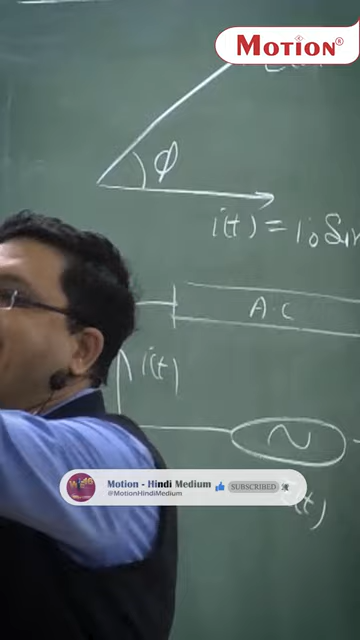 MOTION®
φ
i(t) = i₀ Sin
A.C
i(t)
~
Motion - Hindi Medium
SUBSCRIBED
@MotionHindiMedium
(t)